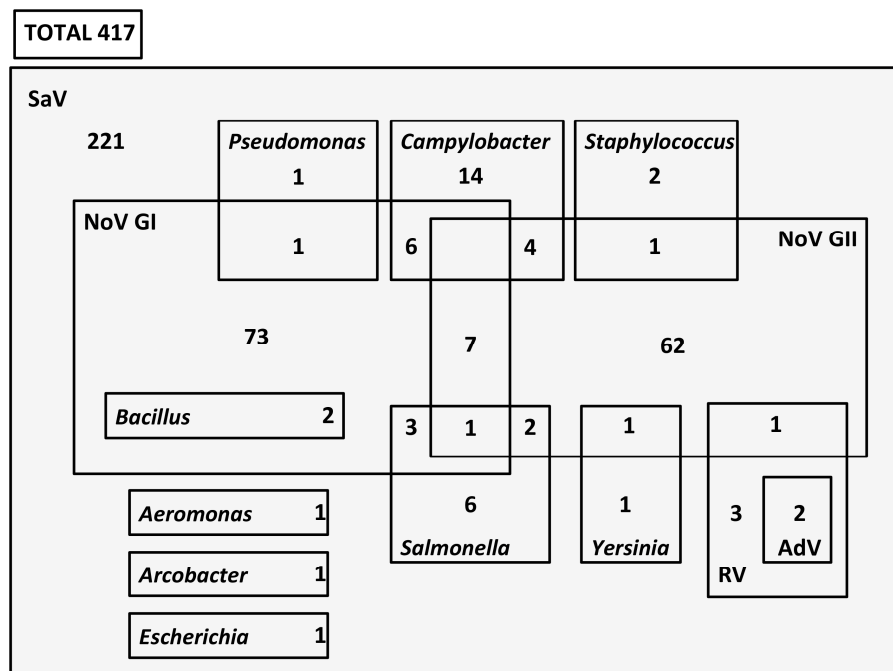 TOTAL 417
SaV
221
Pseudomonas
Campylobacter
Staphylococcus
1
14
2
NoV GI
NoV GII
1
6
4
1
73
7
62
Bacillus 2
3
1
2
1
1
Aeromonas 1
6
1
3
2
Salmonella
Yersinia
AdV
RV
Arcobacter 1
Escherichia 1